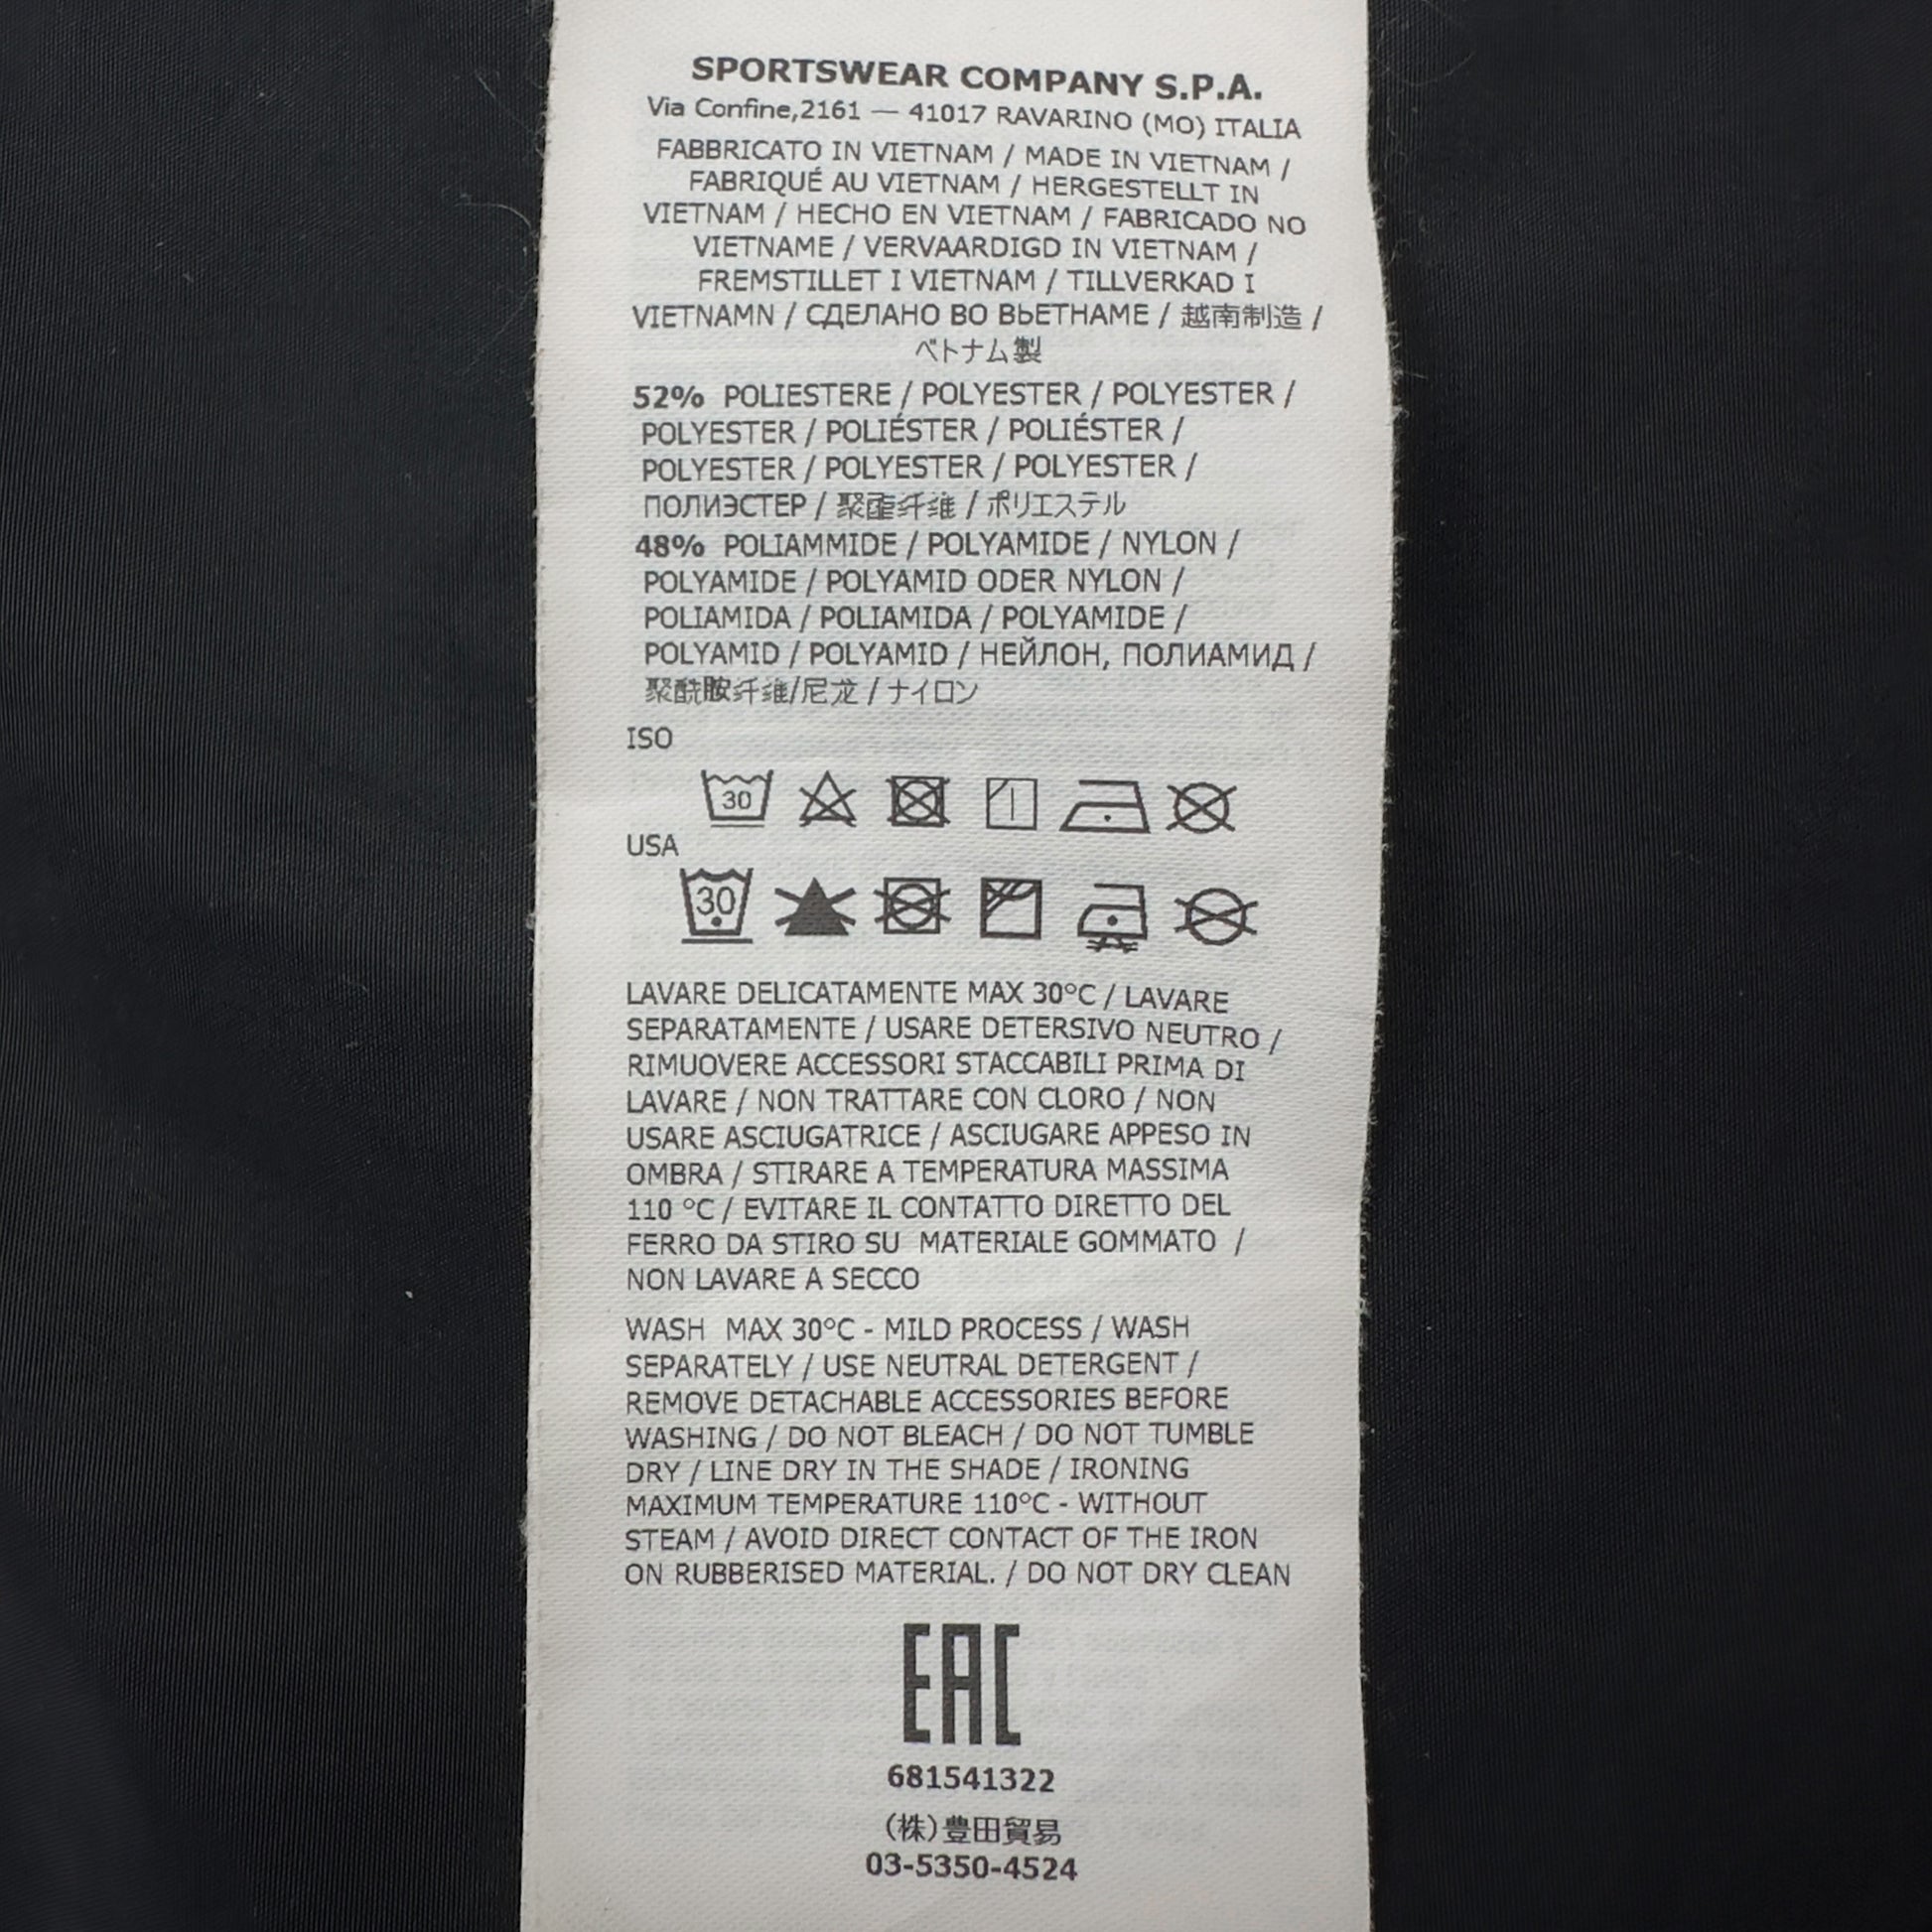 SPORTSWEAR COMPANY S.P.A.
Via Confine,2161 — 41017 RAVARINO (MO) ITALIA
FABBRICATO IN VIETNAM / MADE IN VIETNAM /
FABRIQUÉ AU VIETNAM / HERGESTELLT IN
VIETNAM / HECHO EN VIETNAM / FABRICADO NO
VIETNAME / VERVAARDIGD IN VIETNAM /
FREMSTILLET I VIETNAM / TILLVERKAD I
VIETNAMN / СДЕЛАНО ВО ВЬЕТНАМЕ / 越南制造 /
ベトナム製
52% POLIESTERE / POLYESTER / POLYESTER /
POLYESTER / POLIÉSTER / POLIÉSTER /
POLYESTER / POLYESTER / POLYESTER /
ПОЛИЭСТЕР / 聚酯纤维 / ポリエステル
48% POLIAMMIDE / POLYAMIDE / NYLON /
POLYAMIDE / POLYAMID ODER NYLON /
POLIAMIDA / POLIAMIDA / POLYAMIDE /
POLYAMID / POLYAMID / НЕЙЛОН, ПОЛИАМИД /
聚酰胺纤维/尼龙 / ナイロン
ISO
30
USA
30
LAVARE DELICATAMENTE MAX 30°C / LAVARE
SEPARATAMENTE / USARE DETERSIVO NEUTRO /
RIMUOVERE ACCESSORI STACCABILI PRIMA DI
LAVARE / NON TRATTARE CON CLORO / NON
USARE ASCIUGATRICE / ASCIUGARE APPESO IN
OMBRA / STIRARE A TEMPERATURA MASSIMA
110 °C / EVITARE IL CONTATTO DIRETTO DEL
FERRO DA STIRO SU MATERIALE GOMMATO /
NON LAVARE A SECCO
WASH MAX 30°C - MILD PROCESS / WASH
SEPARATELY / USE NEUTRAL DETERGENT /
REMOVE DETACHABLE ACCESSORIES BEFORE
WASHING / DO NOT BLEACH / DO NOT TUMBLE
DRY / LINE DRY IN THE SHADE / IRONING
MAXIMUM TEMPERATURE 110°C - WITHOUT
STEAM / AVOID DIRECT CONTACT OF THE IRON
ON RUBBERISED MATERIAL. / DO NOT DRY CLEAN
EAC
681541322
(株)豊田貿易
03-5350-4524